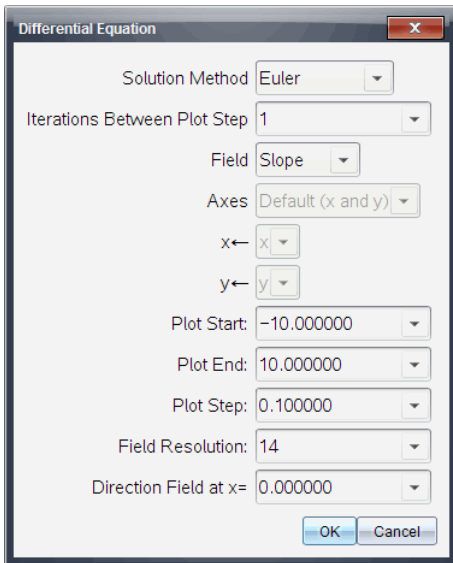 Differential Equation
Solution Method Euler
Iterations Between Plot Step 1
Field Slope
Axes Default (x and y)
x← x
y← y
Plot Start: −10.000000
Plot End: 10.000000
Plot Step: 0.100000
Field Resolution: 14
Direction Field at x= 0.000000
OK Cancel